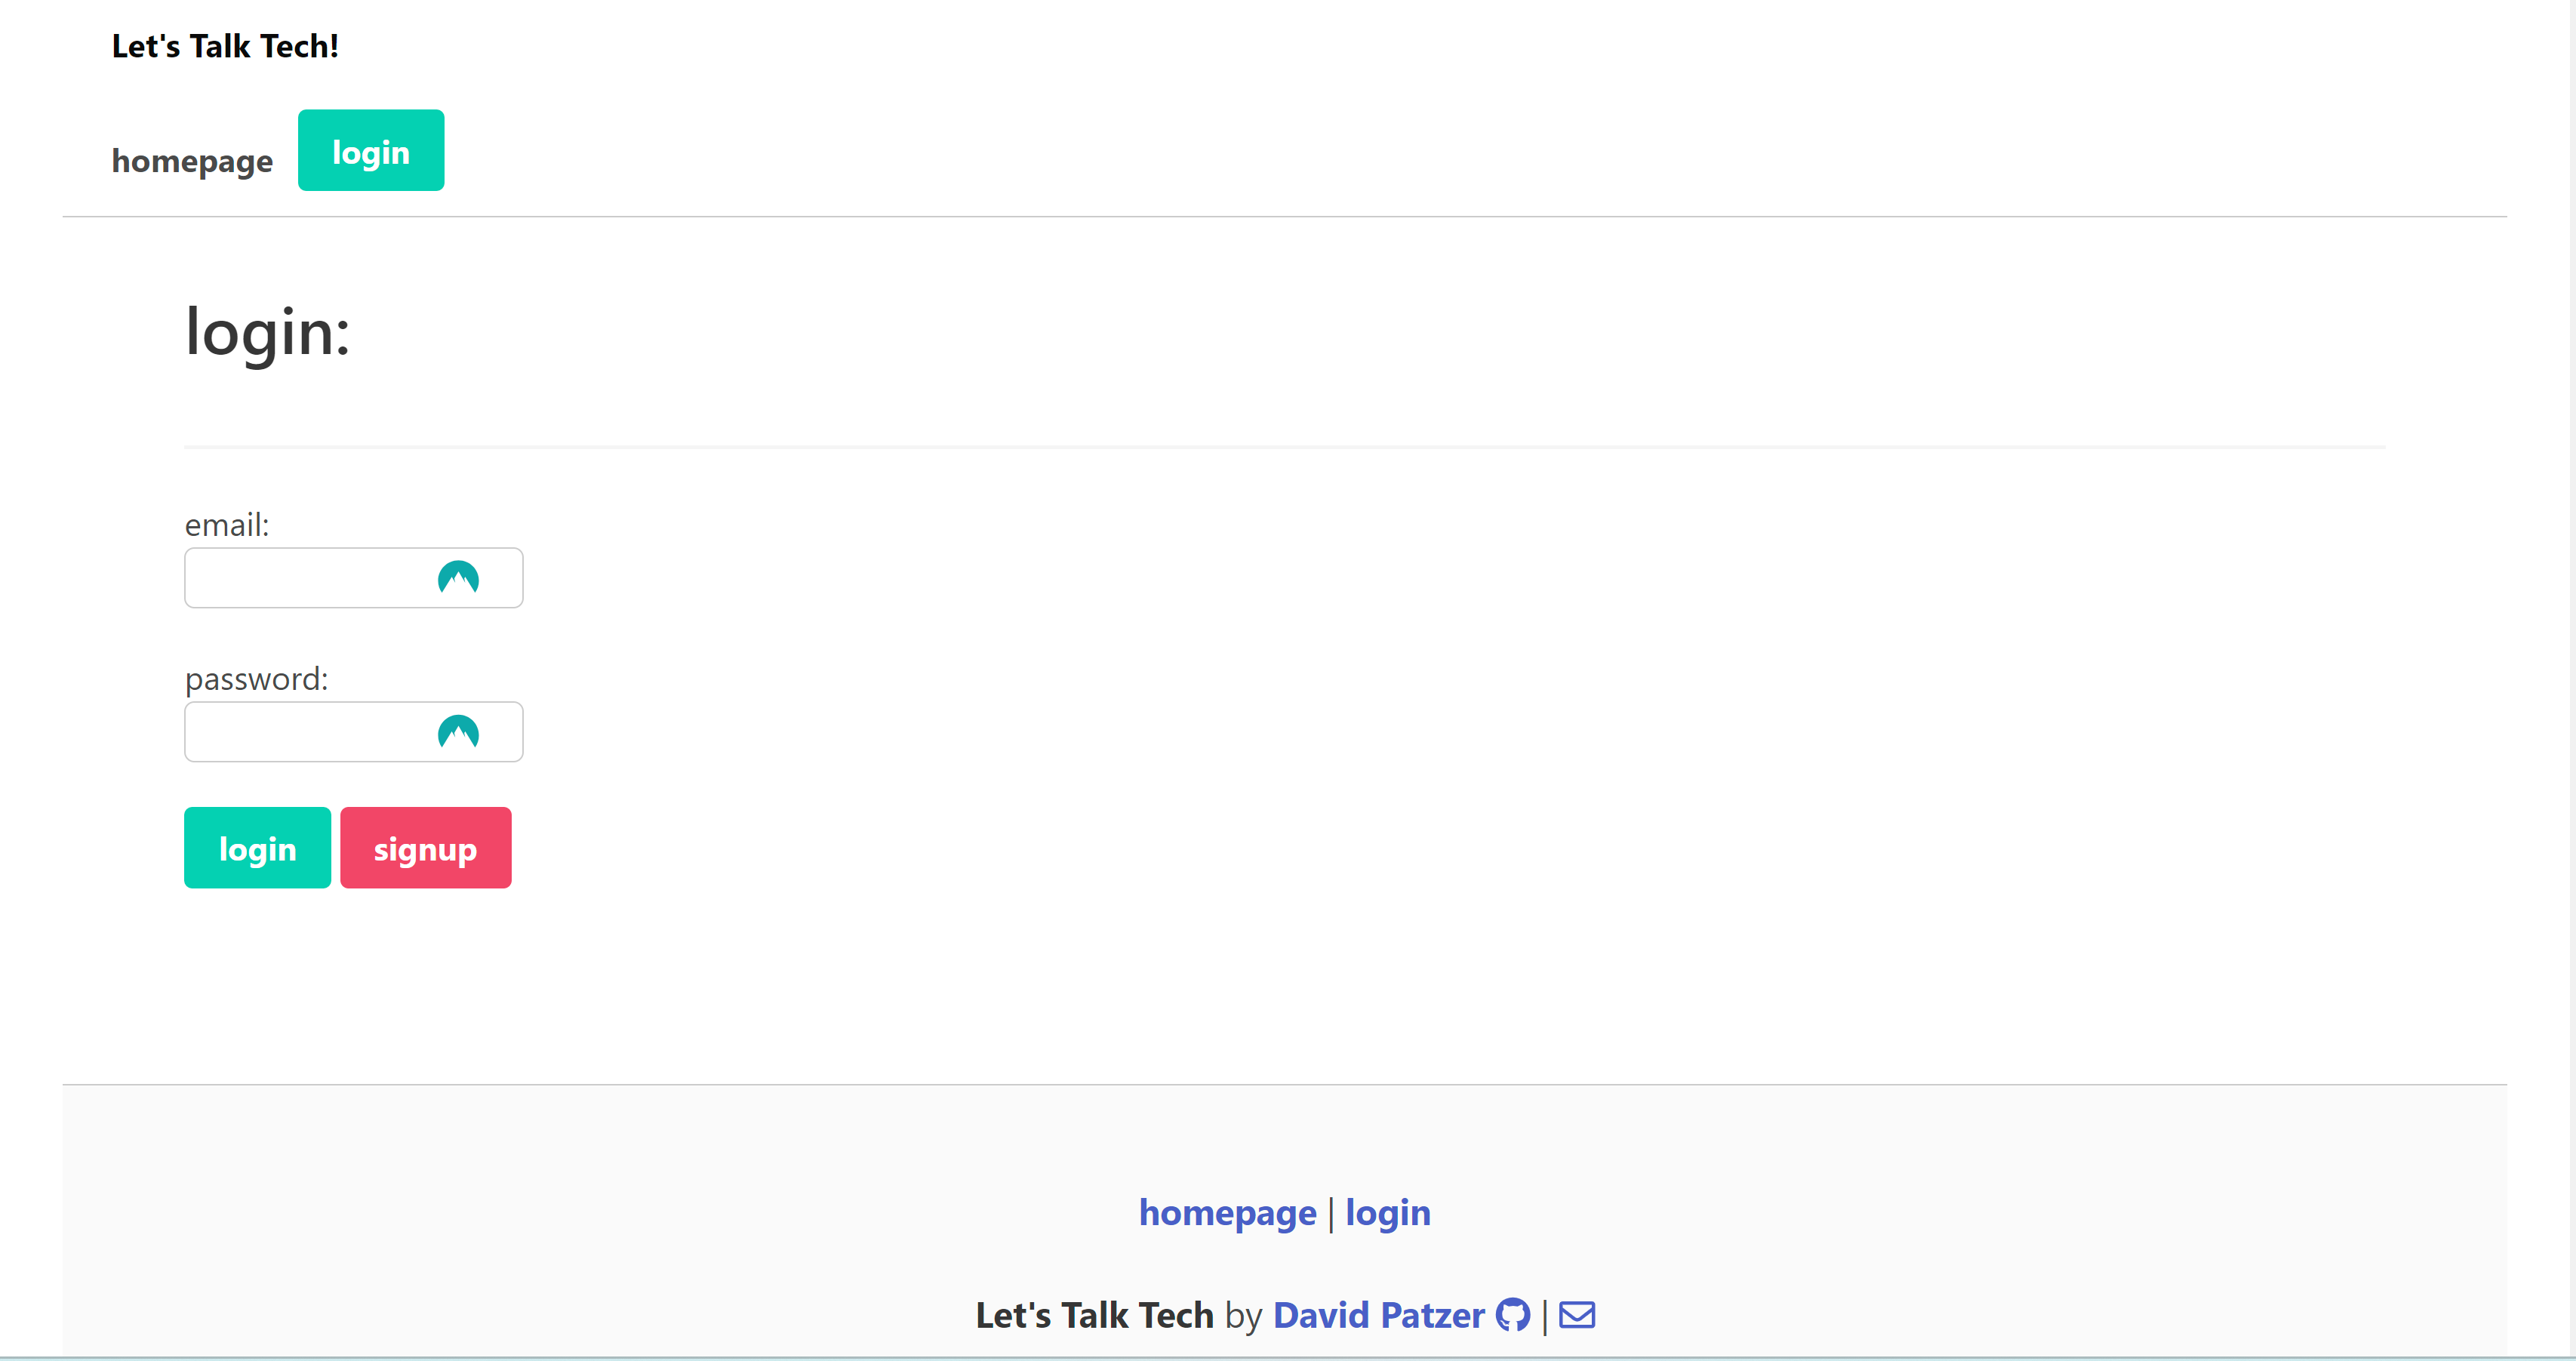 Let's Talk Tech!
homepage login
login:
email:
password:
login signup
homepage | login
Let's Talk Tech by David Patzer |